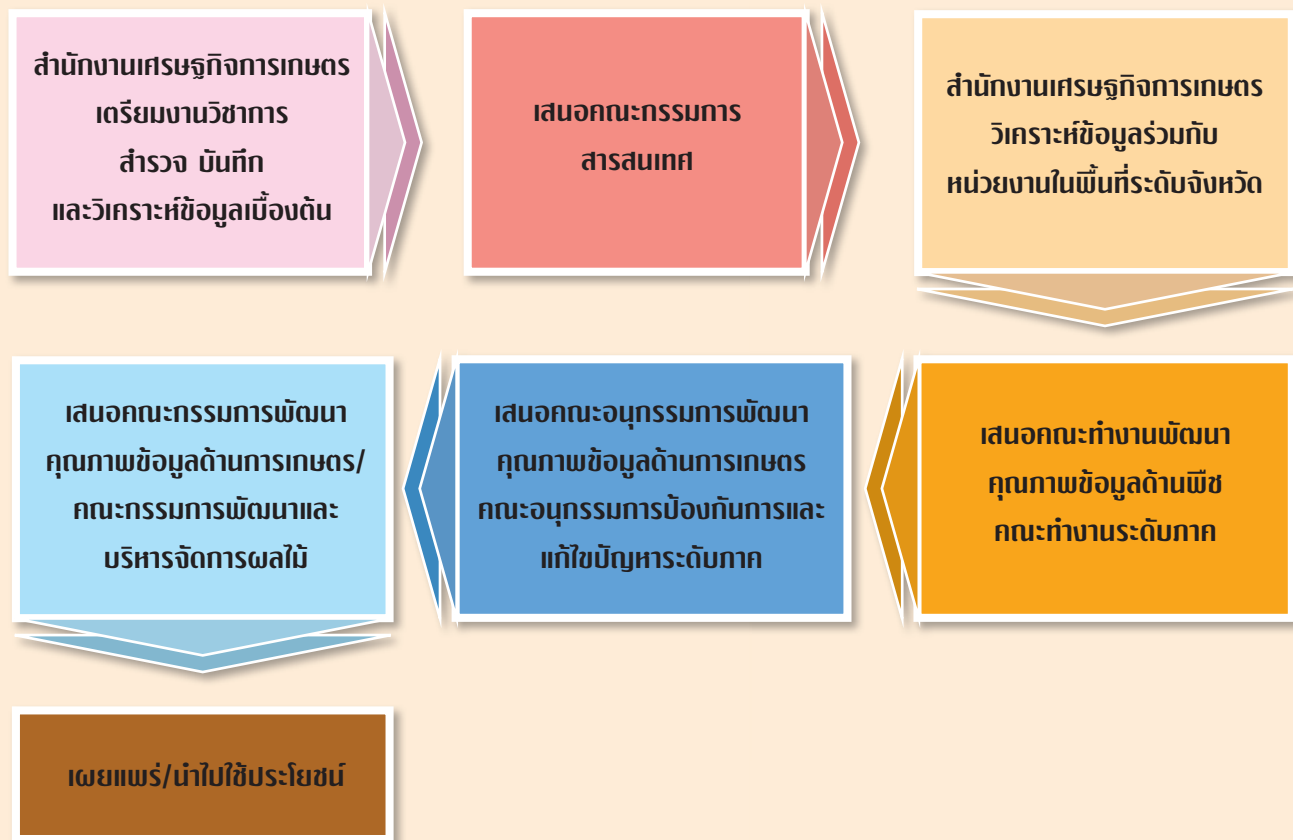 สำนักงานเศรษฐกิจการเกษตร
เตรียมงานวิชาการ
สำรวจ บันทึก
และวิเคราะห์ข้อมูลเบื้องต้น
เสนอคณะกรรมการ
สารสนเทศ
สำนักงานเศรษฐกิจการเกษตร
วิเคราะห์ข้อมูลร่วมกับ
หน่วยงานในพื้นที่ระดับจังหวัด
เสนอคณะทำงานพัฒนา
คุณภาพข้อมูลด้านพืช
คณะทำงานระดับภาค
เสนอคณะอนุกรรมการพัฒนา
คุณภาพข้อมูลด้านการเกษตร
คณะอนุกรรมการป้องกันการและ
แก้ไขปัญหาระดับภาค
เสนอคณะกรรมการพัฒนา
คุณภาพข้อมูลด้านการเกษตร/
คณะกรรมการพัฒนาและ
บริหารจัดการผลไม้
เผยแพร่/นำไปใช้ประโยชน์